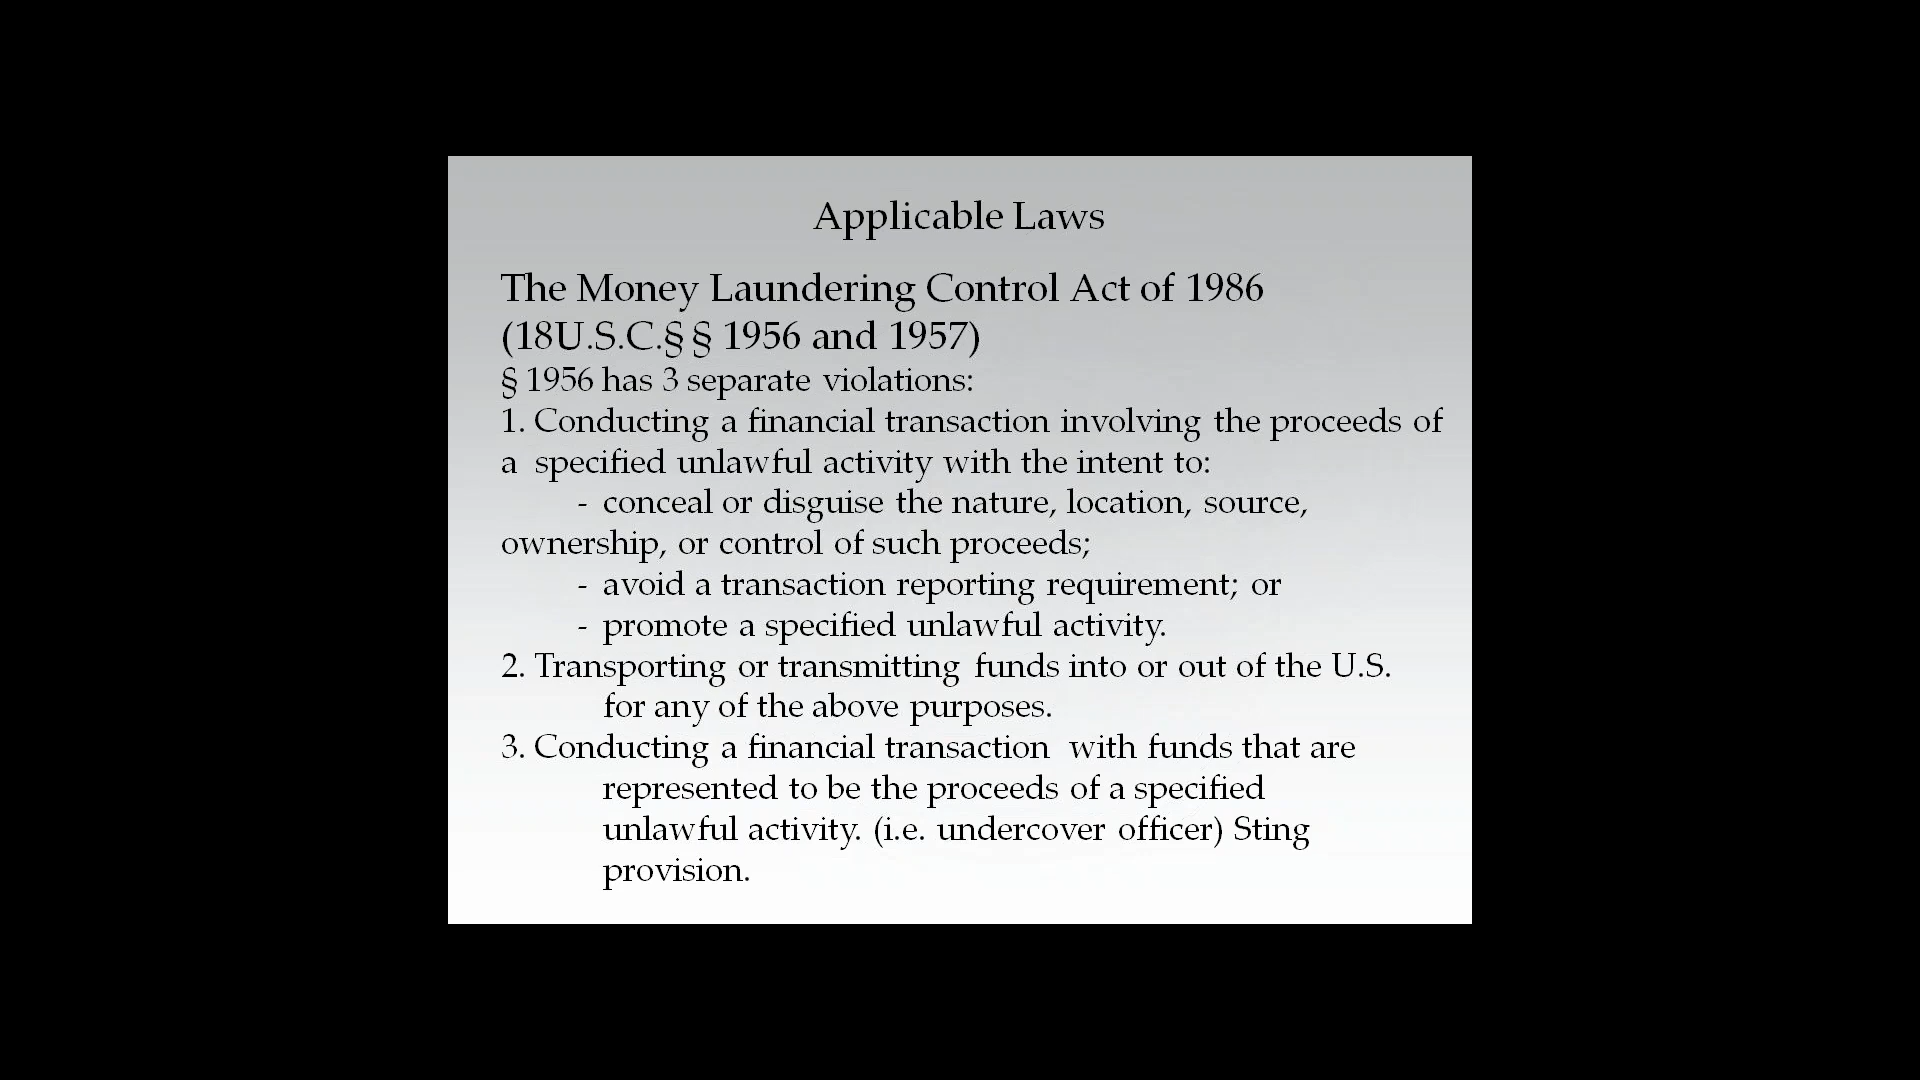 Applicable Laws
The Money Laundering Control Act of 1986
(18U.S.C.§ § 1956 and 1957)
§ 1956 has 3 separate violations:
1. Conducting a financial transaction involving the proceeds of
a specified unlawful activity with the intent to:
- conceal or disguise the nature, location, source,
ownership, or control of such proceeds;
- avoid a transaction reporting requirement; or
- promote a specified unlawful activity.
2. Transporting or transmitting funds into or out of the U.S.
for any of the above purposes.
3. Conducting a financial transaction with funds that are
represented to be the proceeds of a specified
unlawful activity. (i.e. undercover officer) Sting
provision.